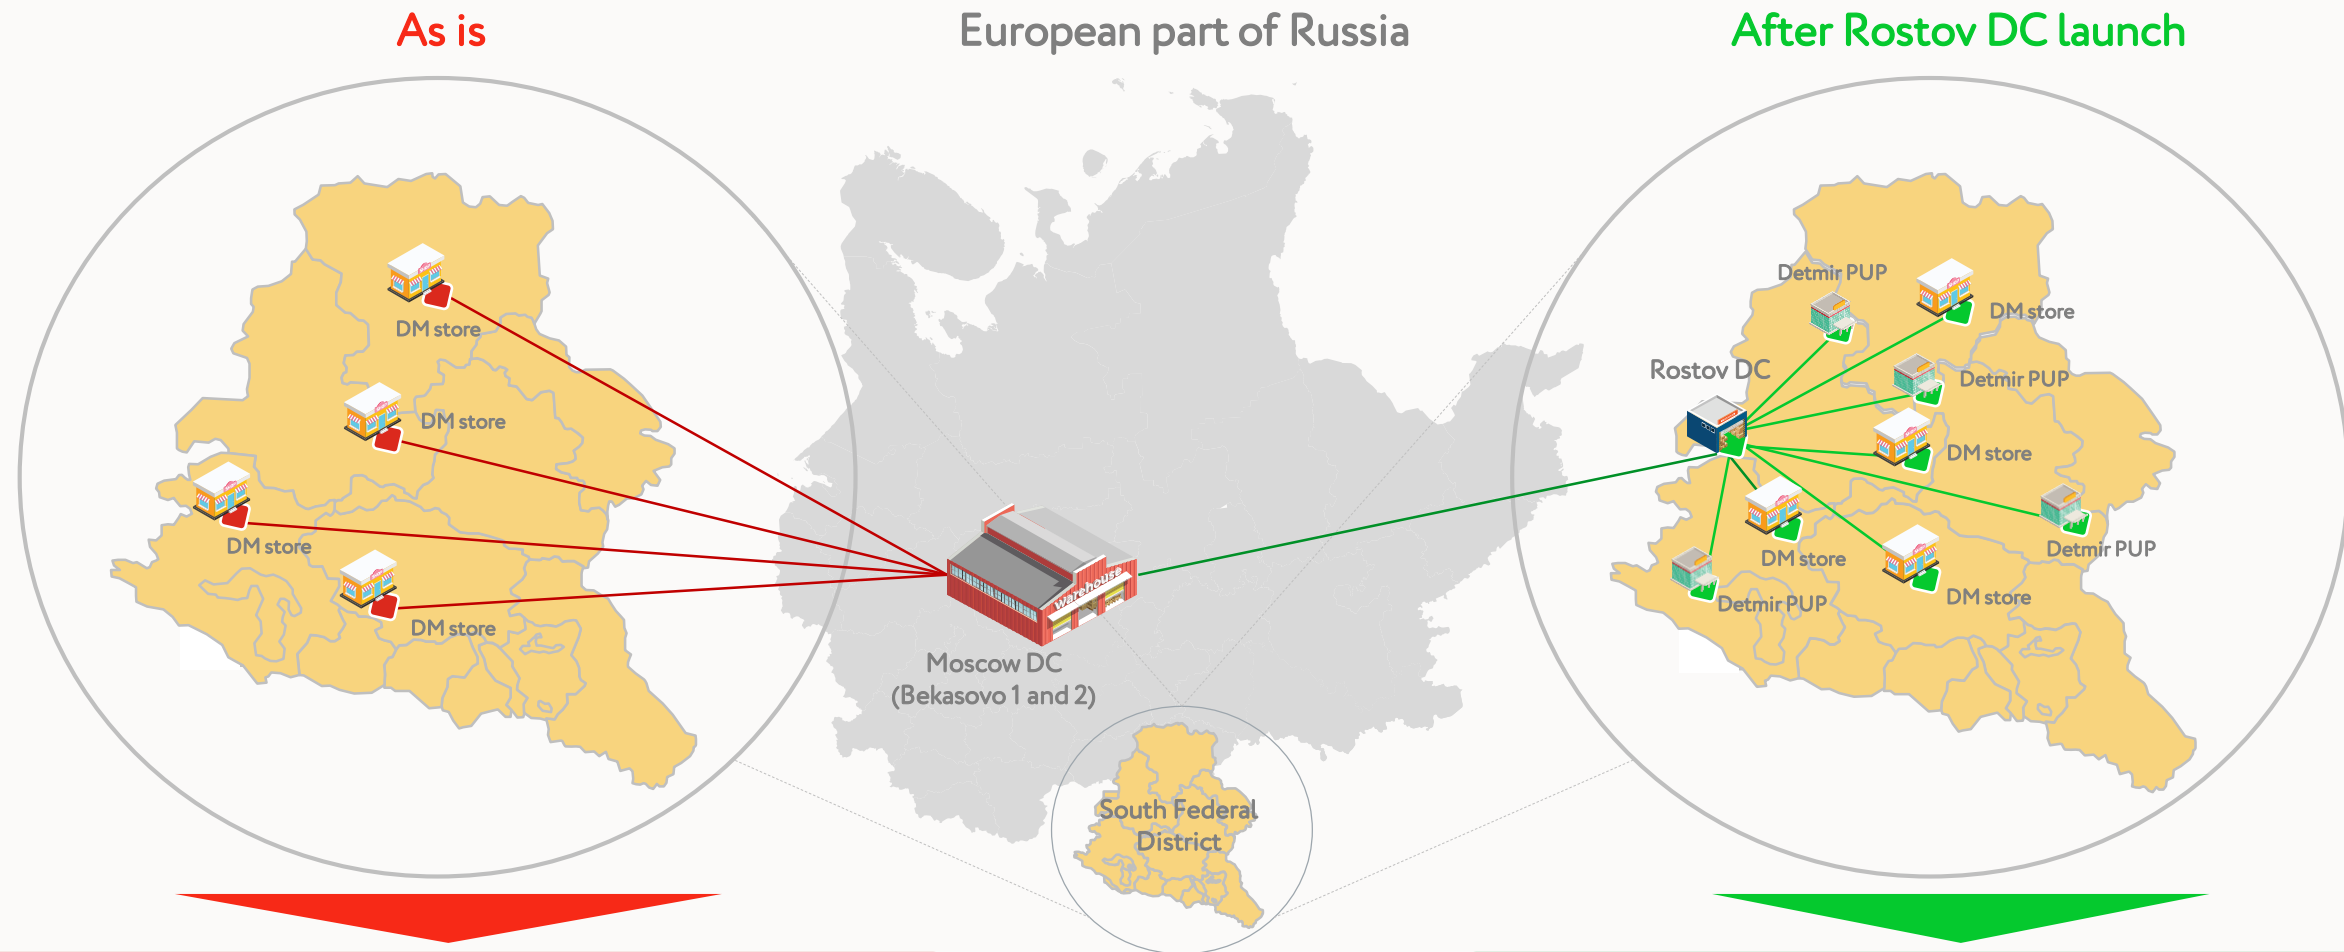 As is
European part of Russia
After Rostov DC launch
DM store
DM store
DM store
DM store
Warehouse
Moscow DC
(Bekasovo 1 and 2)
South Federal
District
Detmir PUP
DM store
Rostov DC
Detmir PUP
DM store
DM store
Detmir PUP
Detmir PUP
DM store